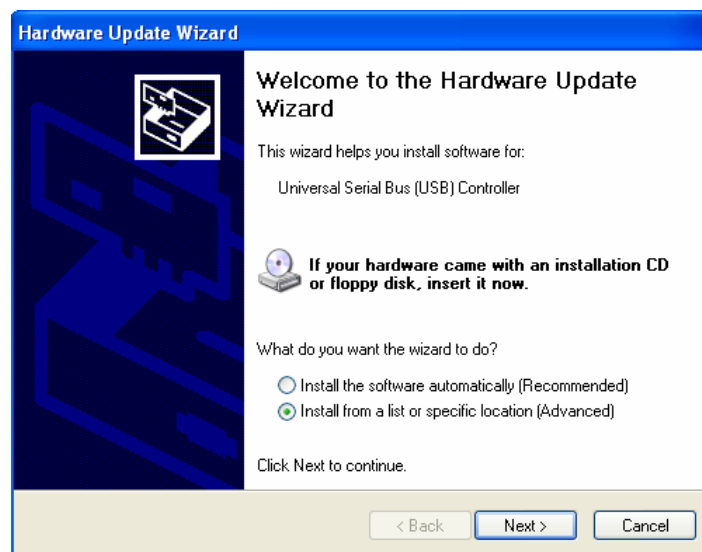 Hardware Update Wizard
Welcome to the Hardware Update
Wizard
This wizard helps you install software for:
Universal Serial Bus (USB) Controller
If your hardware came with an installation CD
or floppy disk, insert it now.
What do you want the wizard to do?
Install the software automatically (Recommended)
Install from a list or specific location (Advanced)
Click Next to continue.
< Back Next > Cancel